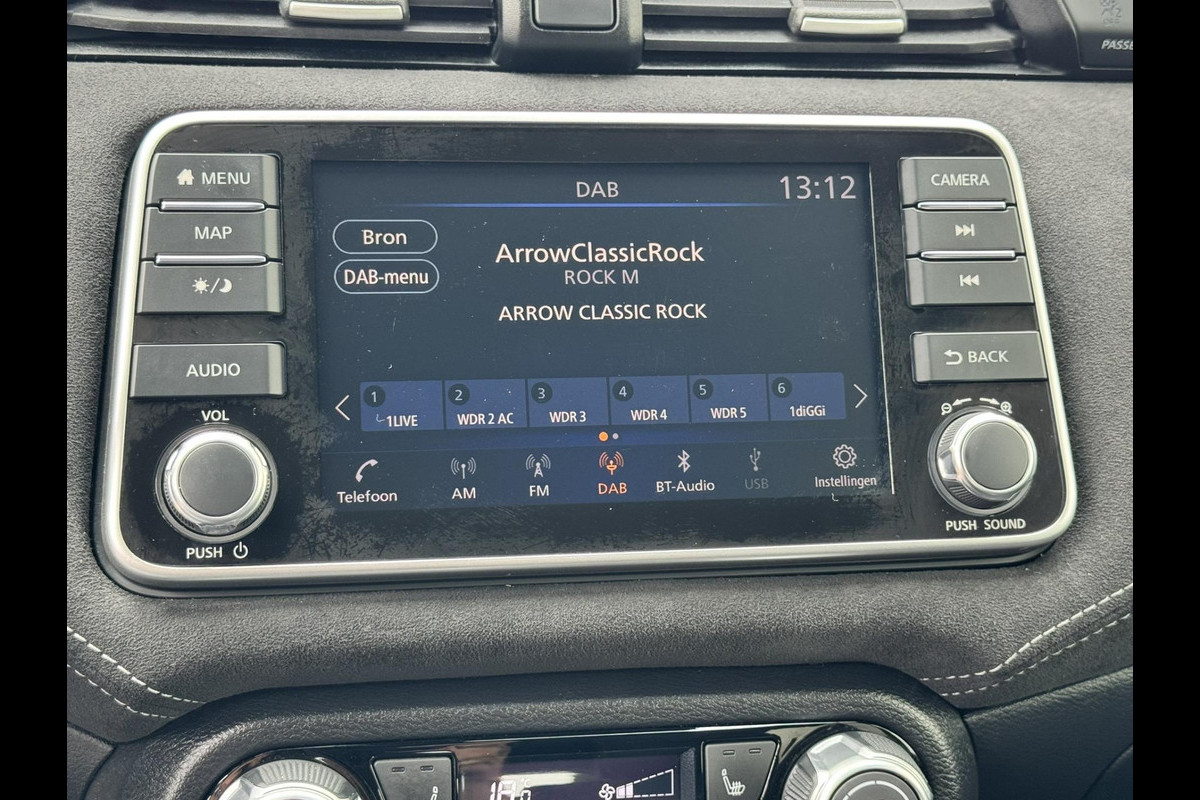 PASSE
MENU
MAP
AUDIO
VOL
PUSH
DAB
13:12
Bron
DAB-menu
ArrowClassicRock
ROCK M
ARROW CLASSIC ROCK
1
1LIVE
2
WDR 2 AC
3
WDR 3
4
WDR 4
5
WDR 5
6
1diGGi
Telefoon
AM
FM
DAB
BT-Audio
USB
Instellingen
CAMERA
BACK
PUSH SOUND